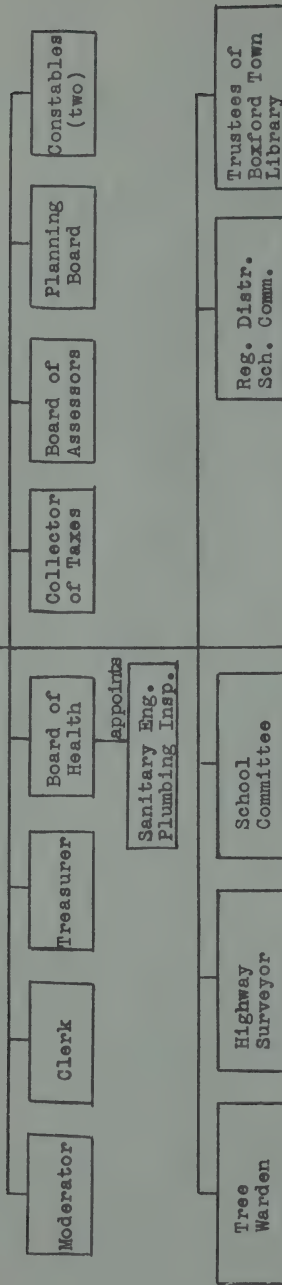 Moderator
Clerk
Treasurer
Board of
Health
Collector
of Taxes
Board of
Assessors
Planning
Board
Constables
(two)
appoints
Sanitary Eng.
Plumbing Insp.
Tree
Warden
Highway
Surveyor
School
Committee
Reg. Distr.
Sch. Comm.
Trustees of
Boxford Town
Library